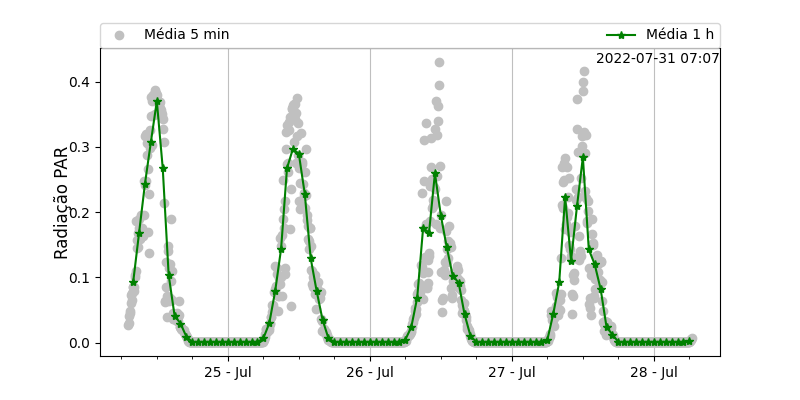 Média 5 min
Média 1 h
2022-07-31 07:07
Radiação PAR
0.4
0.3
0.2
0.1
0.0
25 - Jul
26 - Jul
27 - Jul
28 - Jul